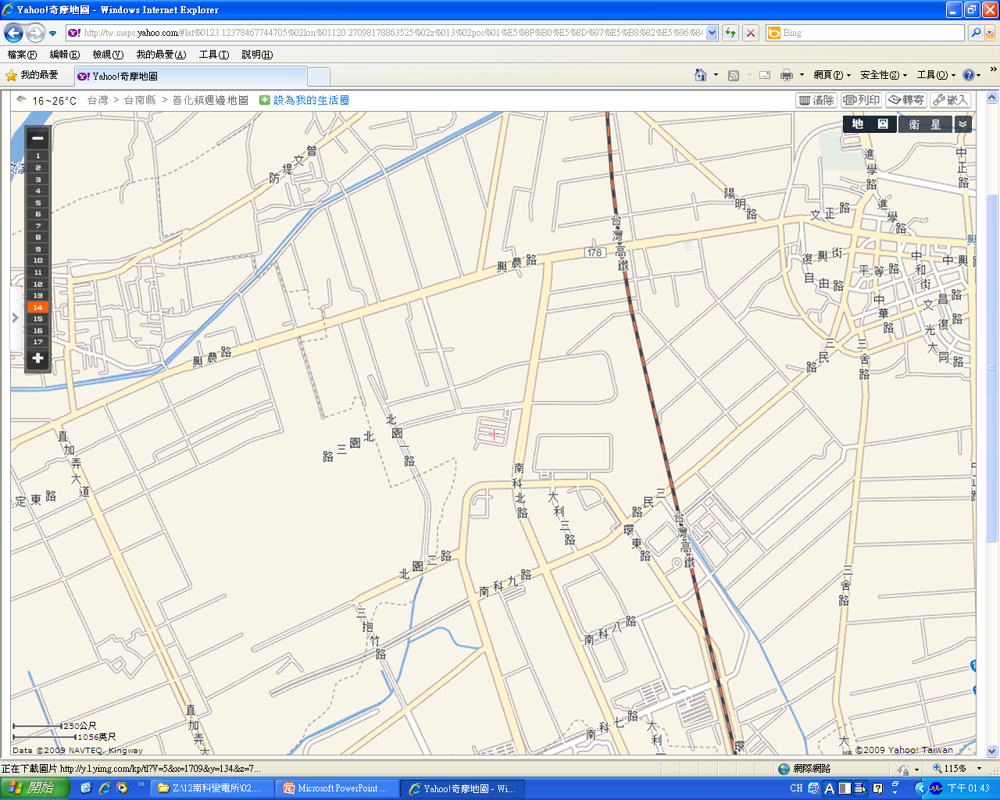 Yahoo!奇摩地圖 - Windows Internet Explorer
http://tw.maps.yahoo.com/#lat%0123.12378467744705%02lon%01120.27098178863525%02z%013%02pos%01%E5%8F%B0%E5%8D%97%E5%B8%82%E5%96%84
Bing
檔案(F) 編輯(E) 檢視(V) 我的最愛(A) 工具(T) 說明(H)
我的最愛 Yahoo!奇摩地圖 網頁(P) 安全性(S) 工具(O)
16~26°C 台灣 > 台南縣 > 善化鎮週邊地圖 設為我的生活圈 清除 列印 轉寄 嵌入
地 圖 衛 星
1
2
3
4
5
6
7
8
9
10
11
12
13
14
15
16
17
曾文堤防
進學路
中正路
陽明路
文正路
進學路
台灣高鐵
178
興農路
復興街
中興路
中和街
平等路
自由路
文昌路
中華路
光復路
大同路
三民路
三舍路
興農路
直加弄大道
定東路
北園一路
北園三路
南科北路
大利三路
三民路
環東路
台灣高鐵
北園二路
南科九路
三抱竹路
南科八路
三舍路
南科七路
大利
直加弄大
環
大順
250公尺
1056英尺
Data ©2009 NAVTEQ, Kingway
©2009 Yahoo! Taiwan
正在下載圖片 http://y.l.yimg.com/kp/tl?V=5&x=1709&y=134&z=7...
網際網路
115%
開始
Z:\12南科變電所\02....
Microsoft PowerPoint ...
Yahoo!奇摩地圖 - Wi...
CH
下午 01:43